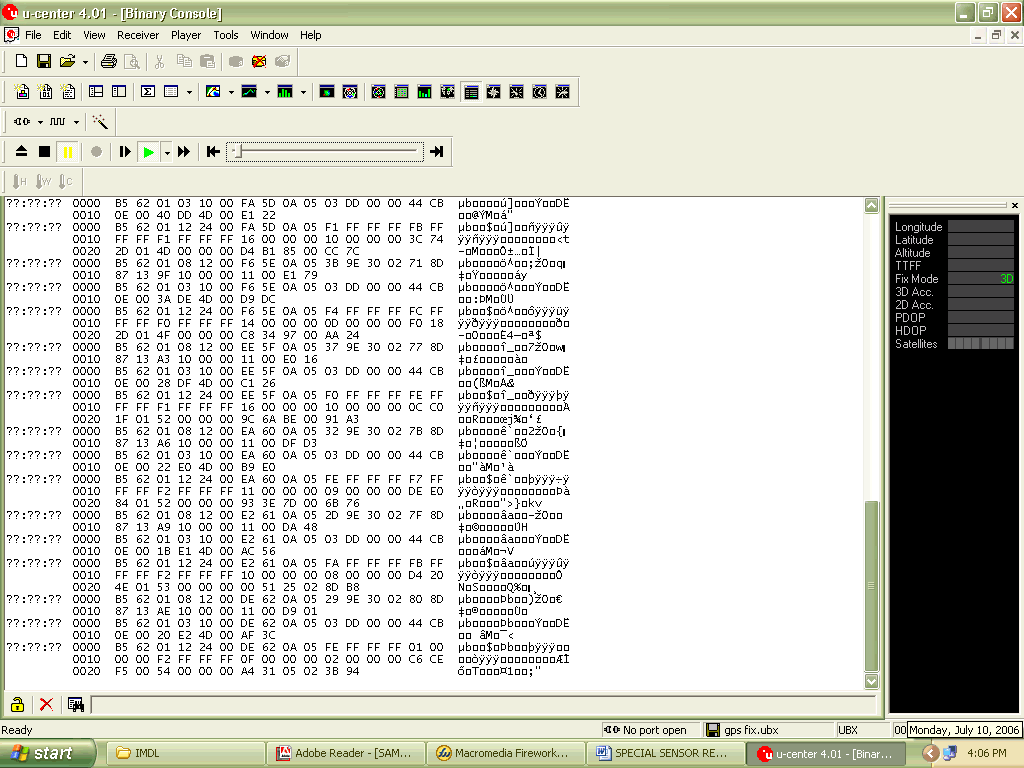 u-center 4.01 - [Binary Console]
File Edit View Receiver Player Tools Window Help
??:??:?? 0000 B5 62 01 03 10 00 FA 5D 0A 05 03 DD 00 00 44 CB
0010 0E 00 40 DD 4D 00 E1 22
??:??:?? 0000 B5 62 01 12 24 00 FA 5D 0A 05 F1 FF FF FF FB FF
0010 FF FF F1 FF FF FF 16 00 00 00 10 00 00 00 3C 74
0020 2D 01 4D 00 00 00 D4 B1 85 00 CC 7C
??:??:?? 0000 B5 62 01 08 12 00 F6 5E 0A 05 3B 9E 30 02 71 8D
0010 87 13 9F 10 00 00 11 00 E1 79
??:??:?? 0000 B5 62 01 03 10 00 F6 5E 0A 05 03 DD 00 00 44 CB
0010 0E 00 3A DE 4D 00 D9 DC
??:??:?? 0000 B5 62 01 12 24 00 F6 5E 0A 05 F4 FF FF FF FC FF
0010 FF FF F0 FF FF FF 14 00 00 00 0D 00 00 00 F0 18
0020 2D 01 4F 00 00 00 C8 34 97 00 AA 24
??:??:?? 0000 B5 62 01 08 12 00 EE 5F 0A 05 37 9E 30 02 77 8D
0010 87 13 A3 10 00 00 11 00 E0 16
??:??:?? 0000 B5 62 01 03 10 00 EE 5F 0A 05 03 DD 00 00 44 CB
0010 0E 00 28 DF 4D 00 C1 26
??:??:?? 0000 B5 62 01 12 24 00 EE 5F 0A 05 F0 FF FF FF FE FF
0010 FF FF F1 FF FF FF 16 00 00 00 10 00 00 00 0C C0
0020 1F 01 52 00 00 00 9C 6A BE 00 91 A3
??:??:?? 0000 B5 62 01 08 12 00 EA 60 0A 05 32 9E 30 02 7B 8D
0010 87 13 A6 10 00 00 11 00 DF D3
??:??:?? 0000 B5 62 01 03 10 00 EA 60 0A 05 03 DD 00 00 44 CB
0010 0E 00 22 E0 4D 00 B9 E0
??:??:?? 0000 B5 62 01 12 24 00 EA 60 0A 05 FE FF FF FF F7 FF
0010 FF FF F2 FF FF FF 11 00 00 00 09 00 00 00 DE E0
0020 84 01 52 00 00 00 93 3E 7D 00 6B 76
??:??:?? 0000 B5 62 01 08 12 00 E2 61 0A 05 2D 9E 30 02 7F 8D
0010 87 13 A9 10 00 00 11 00 DA 48
??:??:?? 0000 B5 62 01 03 10 00 E2 61 0A 05 03 DD 00 00 44 CB
0010 0E 00 1B E1 4D 00 AC 56
??:??:?? 0000 B5 62 01 12 24 00 E2 61 0A 05 FA FF FF FF FB FF
0010 FF FF F2 FF FF FF 10 00 00 00 08 00 00 00 D4 20
0020 4E 01 53 00 00 00 00 51 25 02 8D B8
??:??:?? 0000 B5 62 01 08 12 00 DE 62 0A 05 29 9E 30 02 80 8D
0010 87 13 AE 10 00 00 11 00 D9 01
??:??:?? 0000 B5 62 01 03 10 00 DE 62 0A 05 03 DD 00 00 44 CB
0010 0E 00 20 E2 4D 00 AF 3C
??:??:?? 0000 B5 62 01 12 24 00 DE 62 0A 05 FE FF FF FF 01 00
0010 00 00 F2 FF FF FF 0F 00 00 00 02 00 00 00 C6 CE
0020 F5 00 54 00 00 00 A4 31 05 02 3B 94
Longitude
Latitude
Altitude
TTFF
Fix Mode 3D
3D Acc.
2D Acc.
PDOP
HDOP
Satellites
Ready No port open gps fix.ubx UBX 00 Monday, July 10, 2006
start IMDL Adobe Reader - [SAM... Macromedia Firework... SPECIAL SENSOR RE... u-center 4.01 - [Binar... 4:06 PM